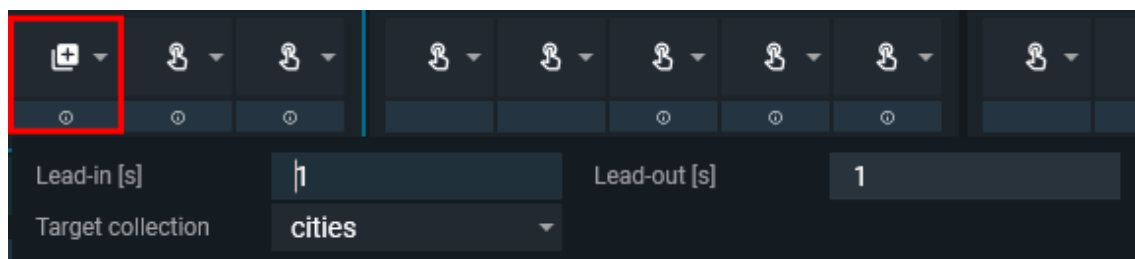 Lead-in [s] 1 Lead-out [s] 1
Target collection cities